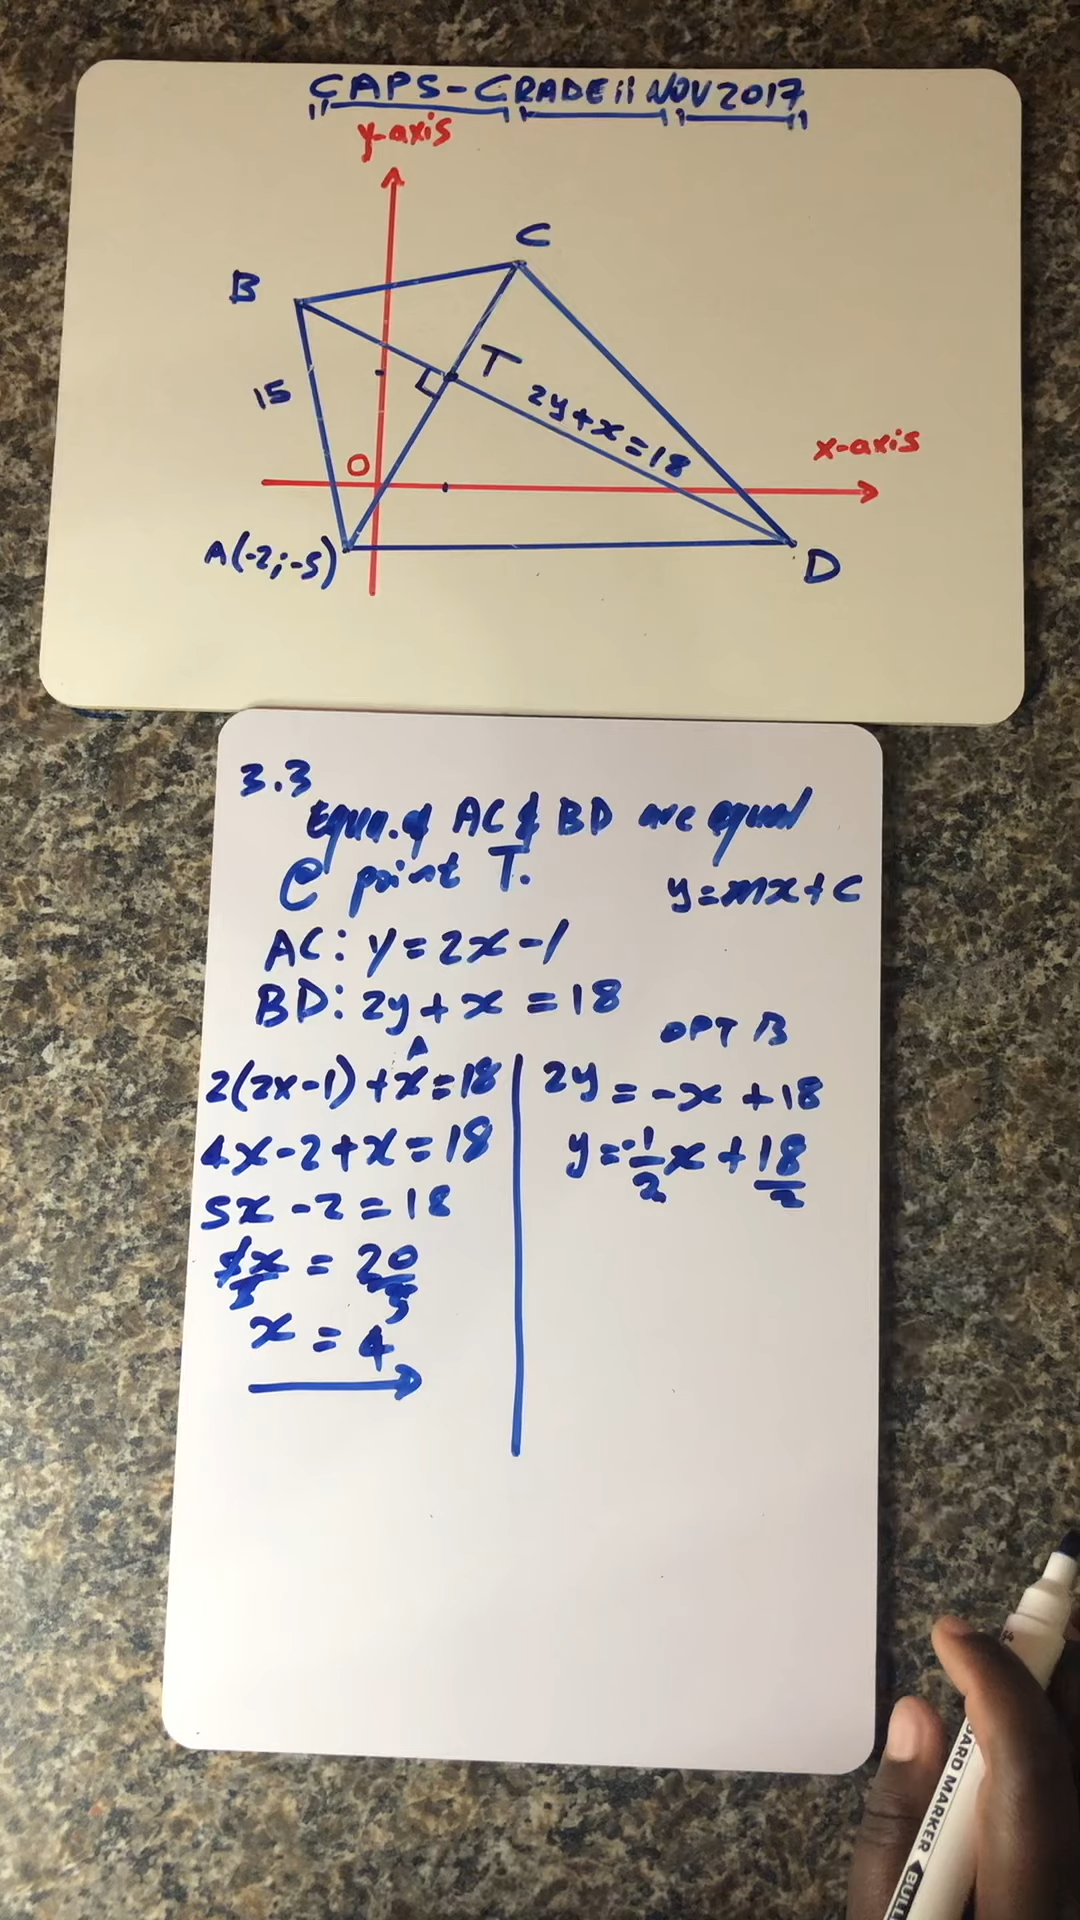 CAPS-GRADE 11 NOV 2017
y-axis
C
B
T
15
2y+x=18
x-axis
O
A(-2;-5)
D
3.3
Equn. of AC & BD are equal
@ point T.
y=mx+c
AC: y=2x-1
BD: 2y+x=18
OPT B
2(2x-1)+x=18
2y=-x+18
4x-2+x=18
y=-1/2x+18/2
5x-2=18
5x/5=20/5
x=4
BOARD MARKER
BULL